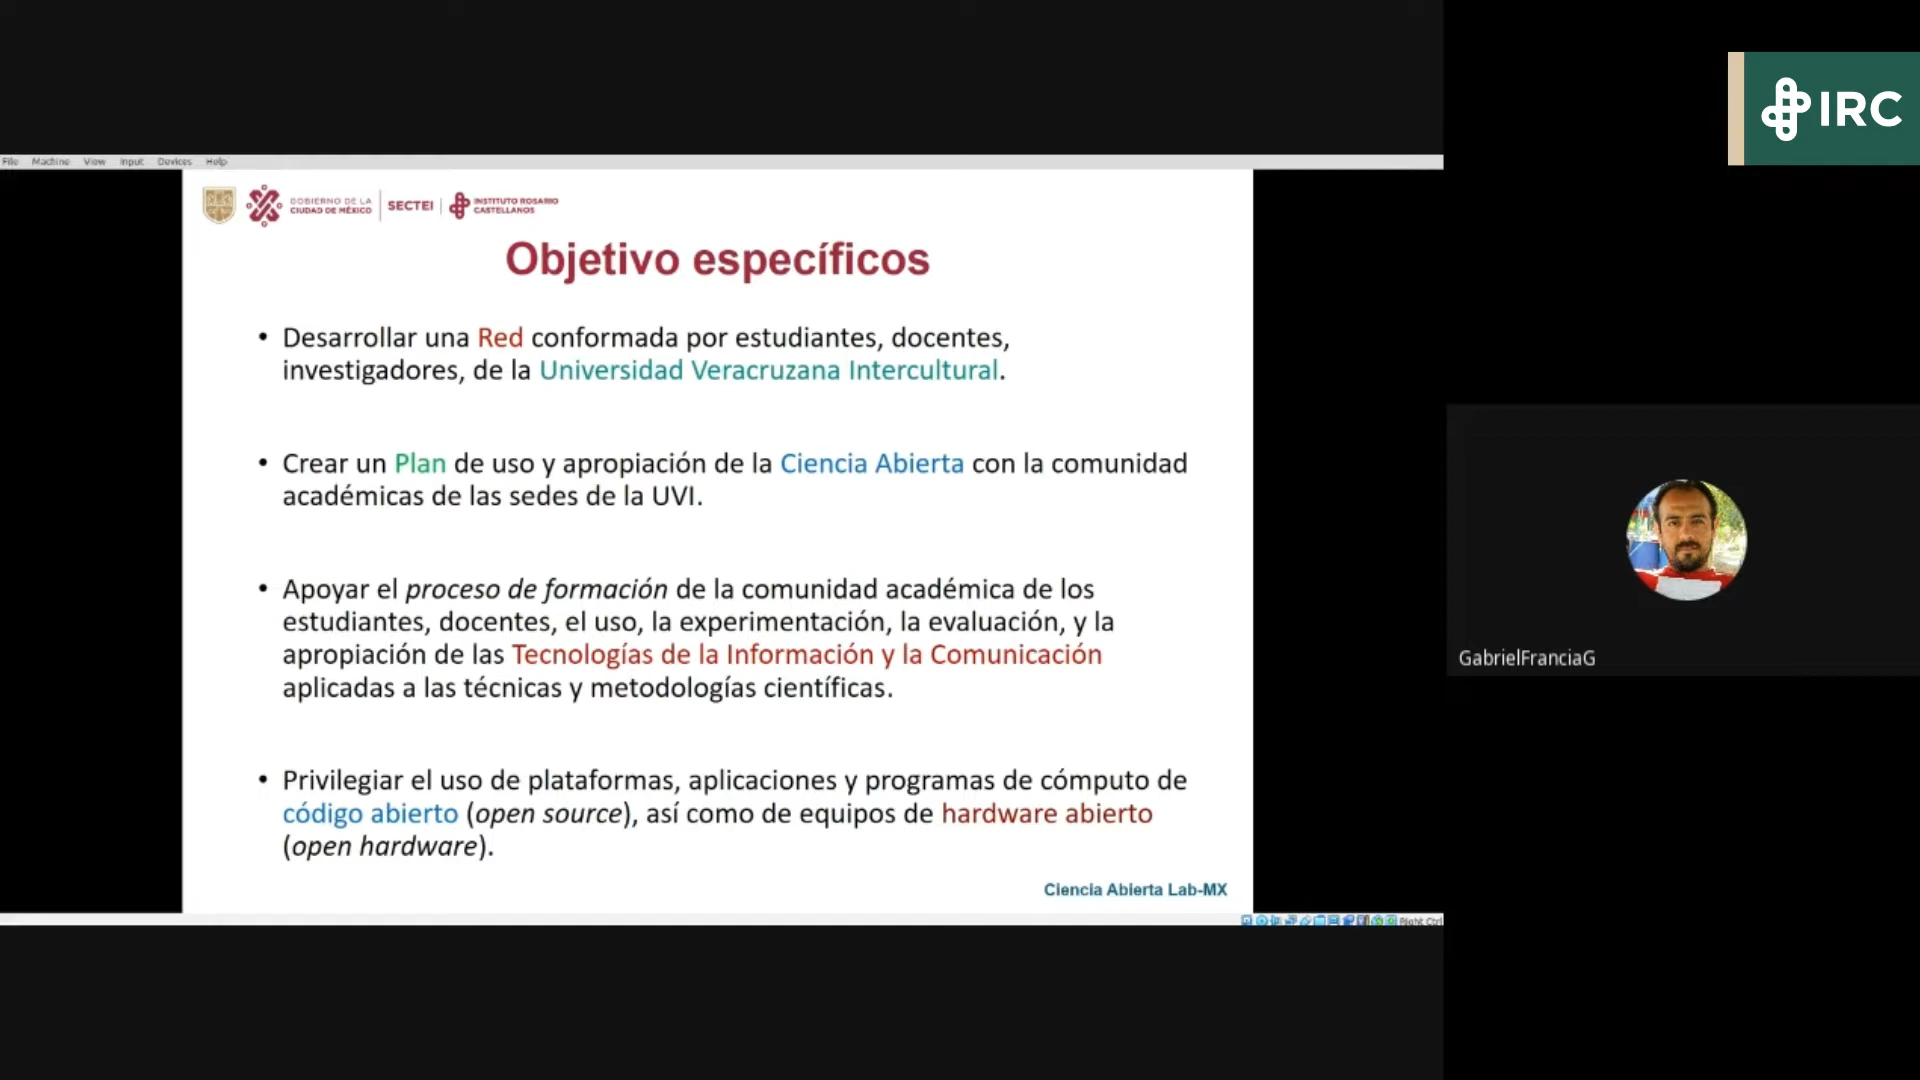 IRC
File Machine View Input Devices Help
GOBIERNO DE LA
CIUDAD DE MÉXICO
SECTEI
INSTITUTO ROSARIO
CASTELLANOS
Objetivo específicos
• Desarrollar una Red conformada por estudiantes, docentes,
investigadores, de la Universidad Veracruzana Intercultural.
• Crear un Plan de uso y apropiación de la Ciencia Abierta con la comunidad
académicas de las sedes de la UVI.
• Apoyar el proceso de formación de la comunidad académica de los
estudiantes, docentes, el uso, la experimentación, la evaluación, y la
apropiación de las Tecnologías de la Información y la Comunicación
aplicadas a las técnicas y metodologías científicas.
• Privilegiar el uso de plataformas, aplicaciones y programas de cómputo de
código abierto (open source), así como de equipos de hardware abierto
(open hardware).
Ciencia Abierta Lab-MX
Right Ctrl
GabrielFranciaG